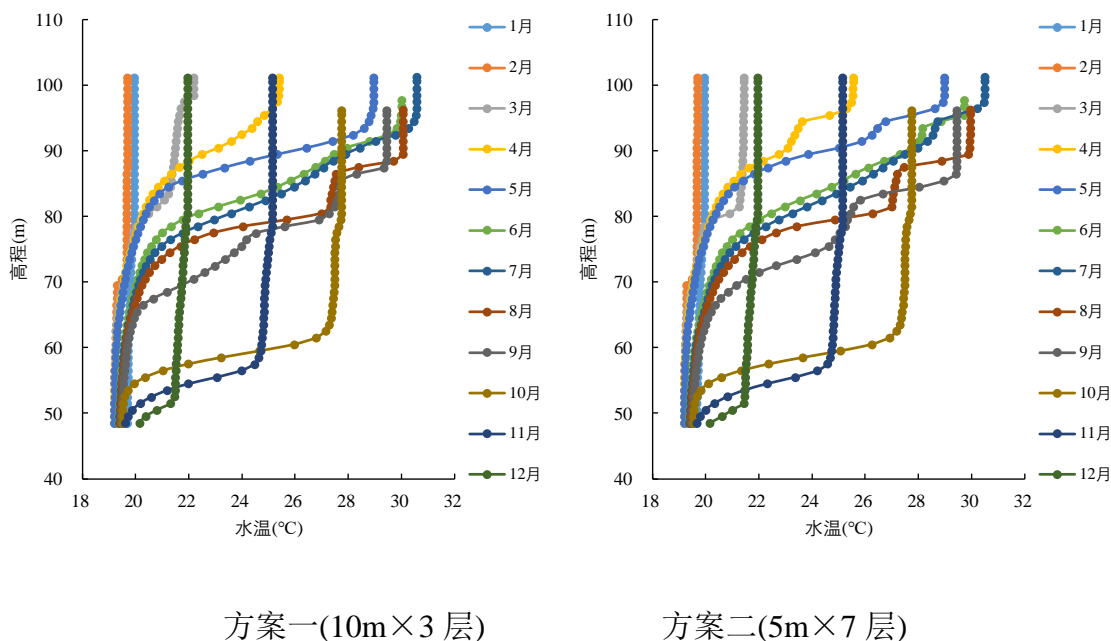 110
100
90
80
70
60
50
40
高程(m)
18
20
22
24
26
28
30
32
水温(℃)
1月
2月
3月
4月
5月
6月
7月
8月
9月
10月
11月
12月
110
100
90
80
70
60
50
40
高程(m)
18
20
22
24
26
28
30
32
水温(℃)
1月
2月
3月
4月
5月
6月
7月
8月
9月
10月
11月
12月
方案一(10m×3 层)
方案二(5m×7 层)